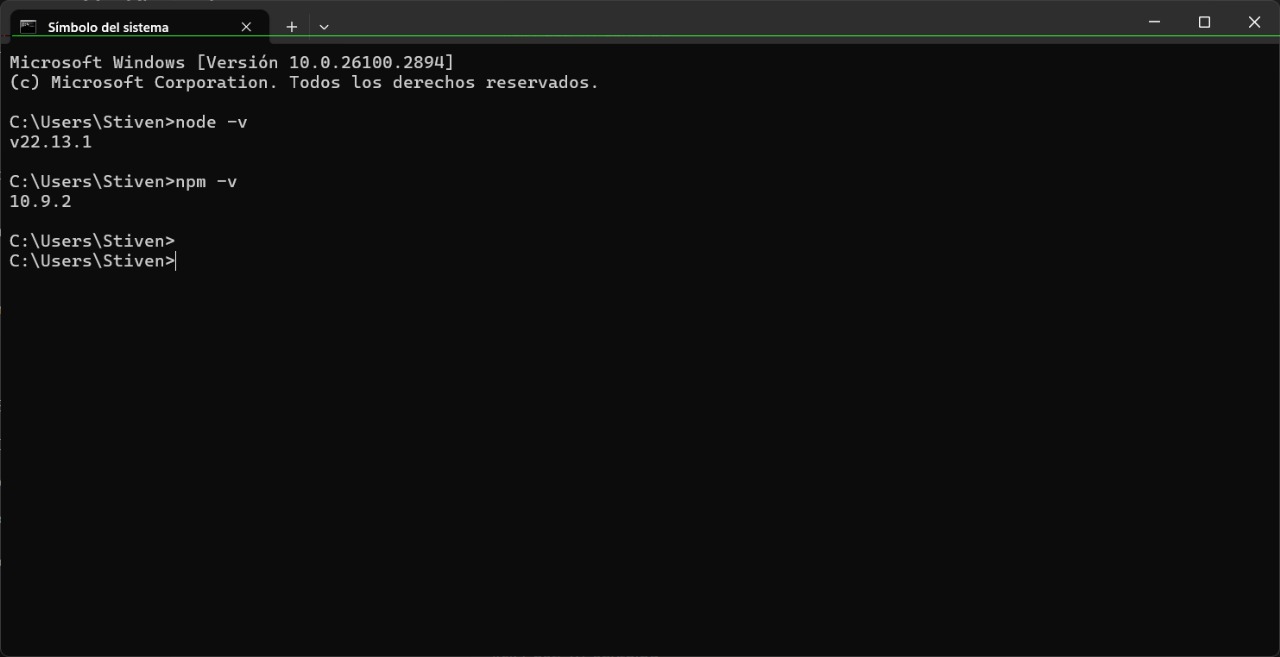 Símbolo del sistema
Microsoft Windows [Versión 10.0.26100.2894]
(c) Microsoft Corporation. Todos los derechos reservados.
C:\Users\Stiven>node -v
v22.13.1
C:\Users\Stiven>npm -v
10.9.2
C:\Users\Stiven>
C:\Users\Stiven>